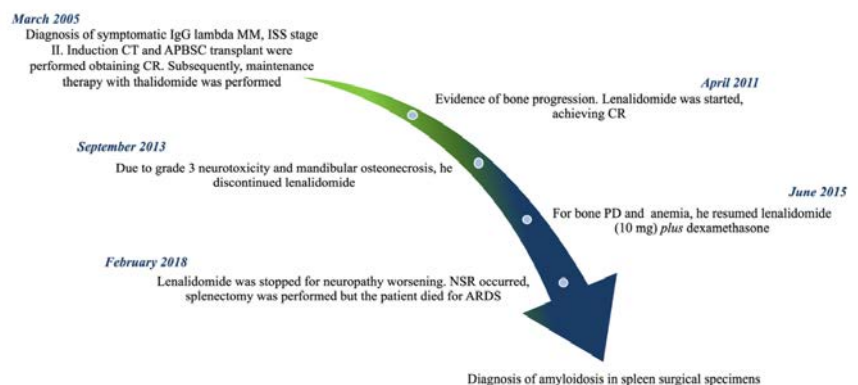 March 2005
Diagnosis of symptomatic IgG lambda MM, ISS stage
II. Induction CT and APBSC transplant were
performed obtaining CR. Subsequently, maintenance
therapy with thalidomide was performed
April 2011
Evidence of bone progression. Lenalidomide was started,
achieving CR
September 2013
Due to grade 3 neurotoxicity and mandibular osteonecrosis, he
discontinued lenalidomide
June 2015
For bone PD and anemia, he resumed lenalidomide
(10 mg) plus dexamethasone
February 2018
Lenalidomide was stopped for neuropathy worsening. NSR occurred,
splenectomy was performed but the patient died for ARDS
Diagnosis of amyloidosis in spleen surgical specimens